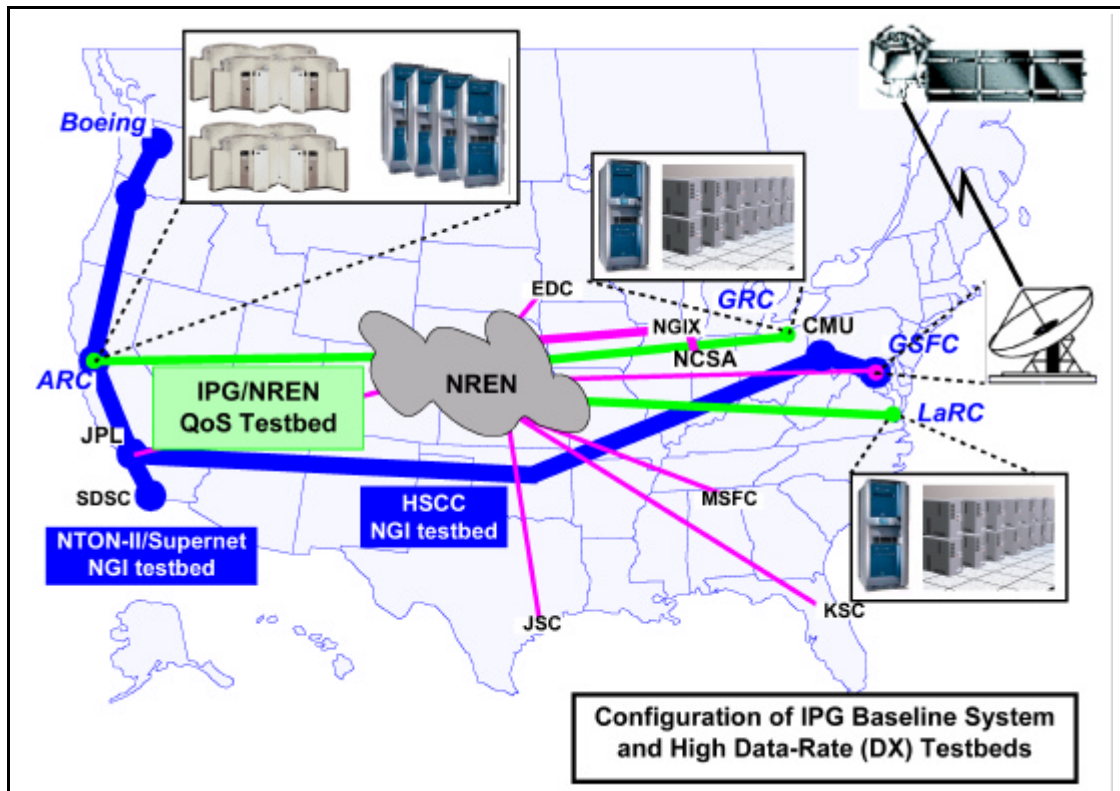 Boeing
EDC
GRC
NGIX
CMU
NCSA
GSFC
NREN
ARC
IPG/NREN
QoS Testbed
LaRC
JPL
SDSC
HSCC
NGI testbed
MSFC
NTON-II/Supernet
NGI testbed
JSC
KSC
Configuration of IPG Baseline System
and High Data-Rate (DX) Testbeds